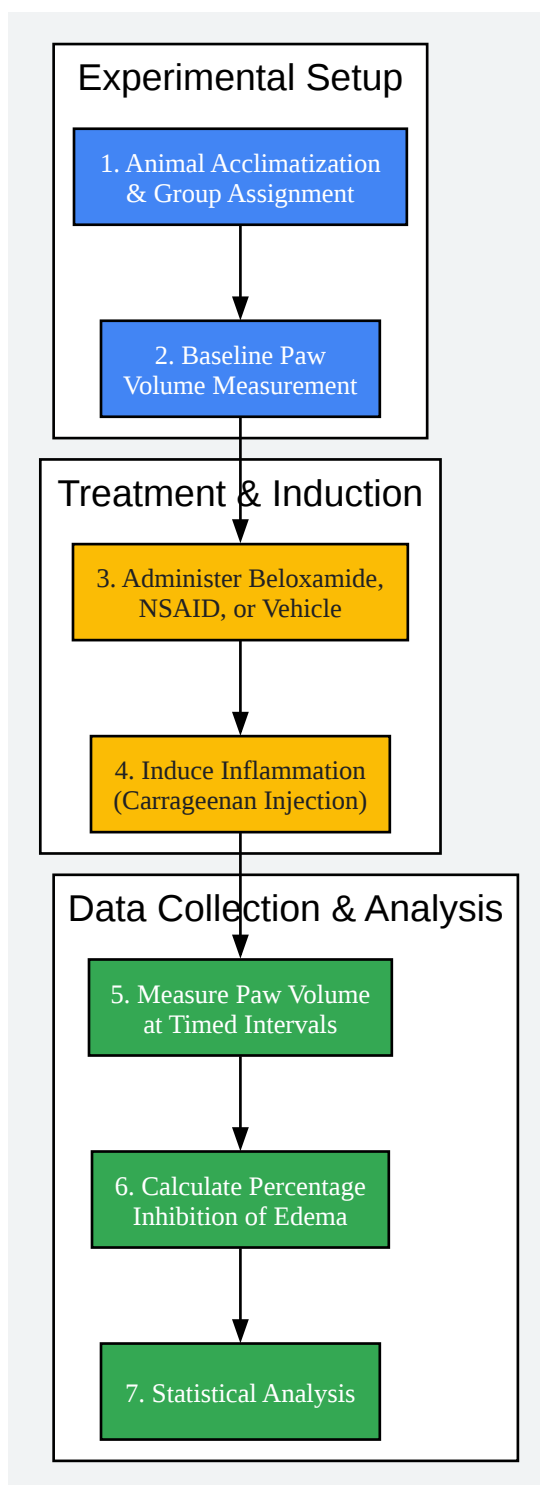 Experimental Setup
1. Animal Acclimatization
& Group Assignment
2. Baseline Paw
Volume Measurement
Treatment & Induction
3. Administer Beloxamide,
NSAID, or Vehicle
4. Induce Inflammation
(Carrageenan Injection)
Data Collection & Analysis
5. Measure Paw Volume
at Timed Intervals
6. Calculate Percentage
Inhibition of Edema
7. Statistical Analysis